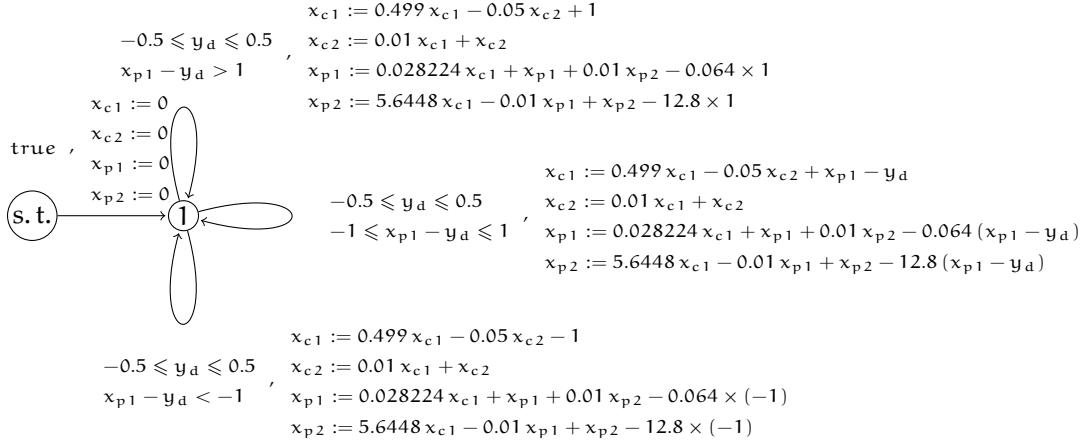 x_{c1} := 0.499 x_{c1} − 0.05 x_{c2} + 1
−0.5 ⩽ y_d ⩽ 0.5 , x_{c2} := 0.01 x_{c1} + x_{c2}
x_{p1} − y_d > 1 x_{p1} := 0.028224 x_{c1} + x_{p1} + 0.01 x_{p2} − 0.064 × 1
x_{p2} := 5.6448 x_{c1} − 0.01 x_{p1} + x_{p2} − 12.8 × 1
x_{c1} := 0
true , x_{c2} := 0
x_{p1} := 0
x_{p2} := 0
s. t.
1
x_{c1} := 0.499 x_{c1} − 0.05 x_{c2} + x_{p1} − y_d
−0.5 ⩽ y_d ⩽ 0.5 , x_{c2} := 0.01 x_{c1} + x_{c2}
−1 ⩽ x_{p1} − y_d ⩽ 1 x_{p1} := 0.028224 x_{c1} + x_{p1} + 0.01 x_{p2} − 0.064 (x_{p1} − y_d)
x_{p2} := 5.6448 x_{c1} − 0.01 x_{p1} + x_{p2} − 12.8 (x_{p1} − y_d)
x_{c1} := 0.499 x_{c1} − 0.05 x_{c2} − 1
−0.5 ⩽ y_d ⩽ 0.5 , x_{c2} := 0.01 x_{c1} + x_{c2}
x_{p1} − y_d < −1 x_{p1} := 0.028224 x_{c1} + x_{p1} + 0.01 x_{p2} − 0.064 × (−1)
x_{p2} := 5.6448 x_{c1} − 0.01 x_{p1} + x_{p2} − 12.8 × (−1)